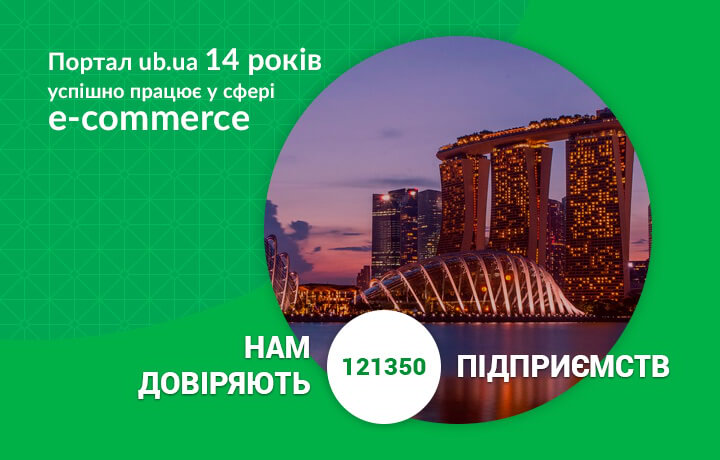 Портал ub.ua 14 років
успішно працює у сфері
e-commerce
НАМ
ДОВІРЯЮТЬ
121350
ПІДПРИЄМСТВ